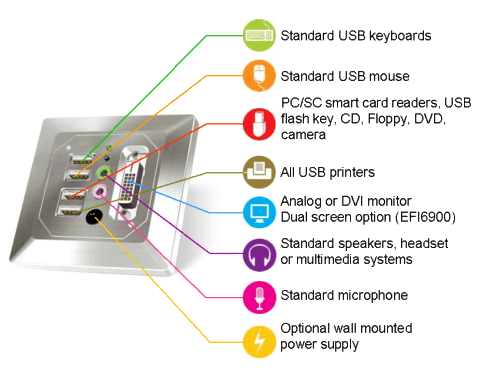 Standard USB keyboards
Standard USB mouse
PC/SC smart card readers, USB
flash key, CD, Floppy, DVD,
camera
All USB printers
Analog or DVI monitor
Dual screen option (EFI6900)
Standard speakers, headset
or multimedia systems
Standard microphone
Optional wall mounted
power supply